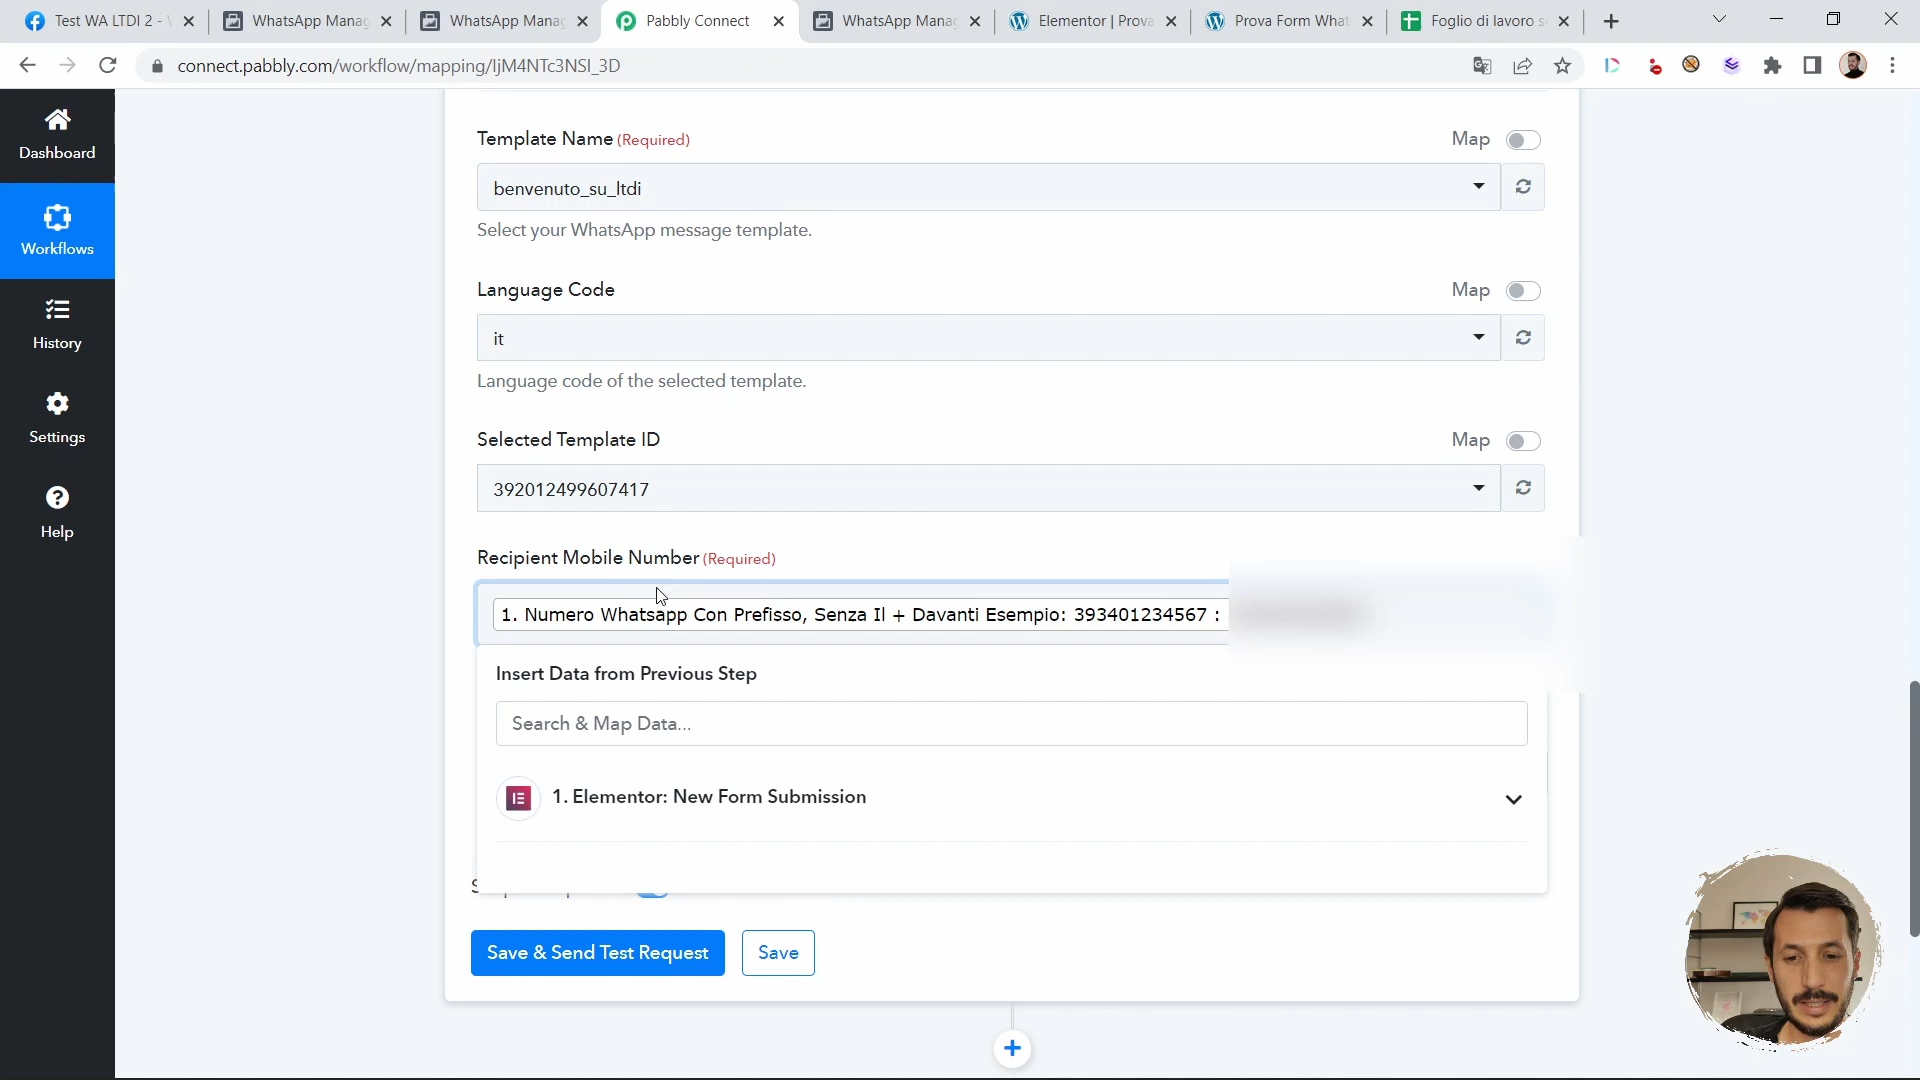 Test WA LTDI 2 -
WhatsApp Manag
WhatsApp Manag
Pabbly Connect
WhatsApp Manag
Elementor | Prova
Prova Form What
Foglio di lavoro s
connect.pabbly.com/workflow/mapping/IjM4NTc3NSI_3D
Dashboard
Workflows
History
Settings
Help
Template Name (Required)
Map
benvenuto_su_ltdi
Select your WhatsApp message template.
Language Code
Map
it
Language code of the selected template.
Selected Template ID
Map
392012499607417
Recipient Mobile Number (Required)
1. Numero Whatsapp Con Prefisso, Senza Il + Davanti Esempio: 393401234567 :
Insert Data from Previous Step
Search & Map Data...
1. Elementor: New Form Submission
Save & Send Test Request
Save